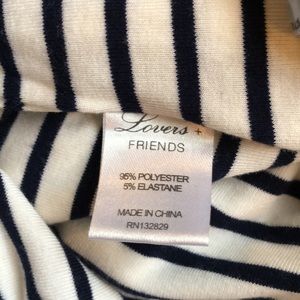 Lovers +
FRIENDS
95% POLYESTER
5% ELASTANE
MADE IN CHINA
RN132829